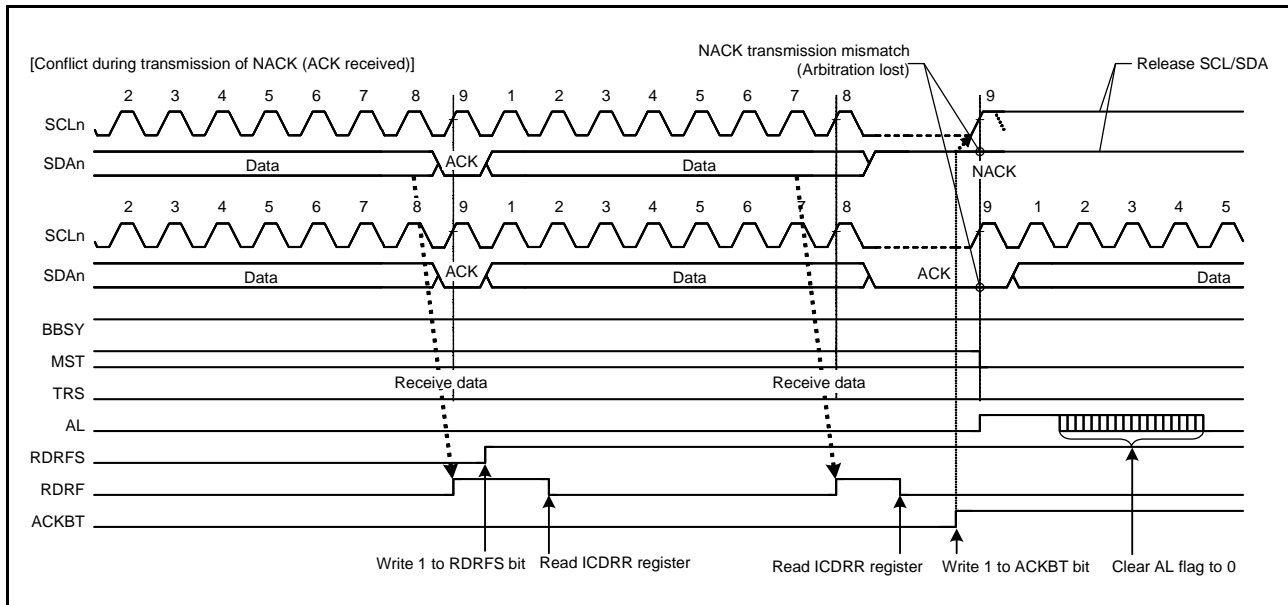 [Conflict during transmission of NACK (ACK received)]
NACK transmission mismatch
(Arbitration lost)
Release SCL/SDA
2 3 4 5 6 7 8 9 1 2 3 4 5 6 7 8 9
SCLn
SDAn
Data ACK Data NACK
2 3 4 5 6 7 8 9 1 2 3 4 5 6 7 8 9 1 2 3 4 5
SCLn
SDAn
Data ACK Data ACK Data
BBSY
MST
TRS
Receive data Receive data
AL
RDRFS
RDRF
ACKBT
Write 1 to RDRFS bit Read ICDRR register Read ICDRR register Write 1 to ACKBT bit Clear AL flag to 0